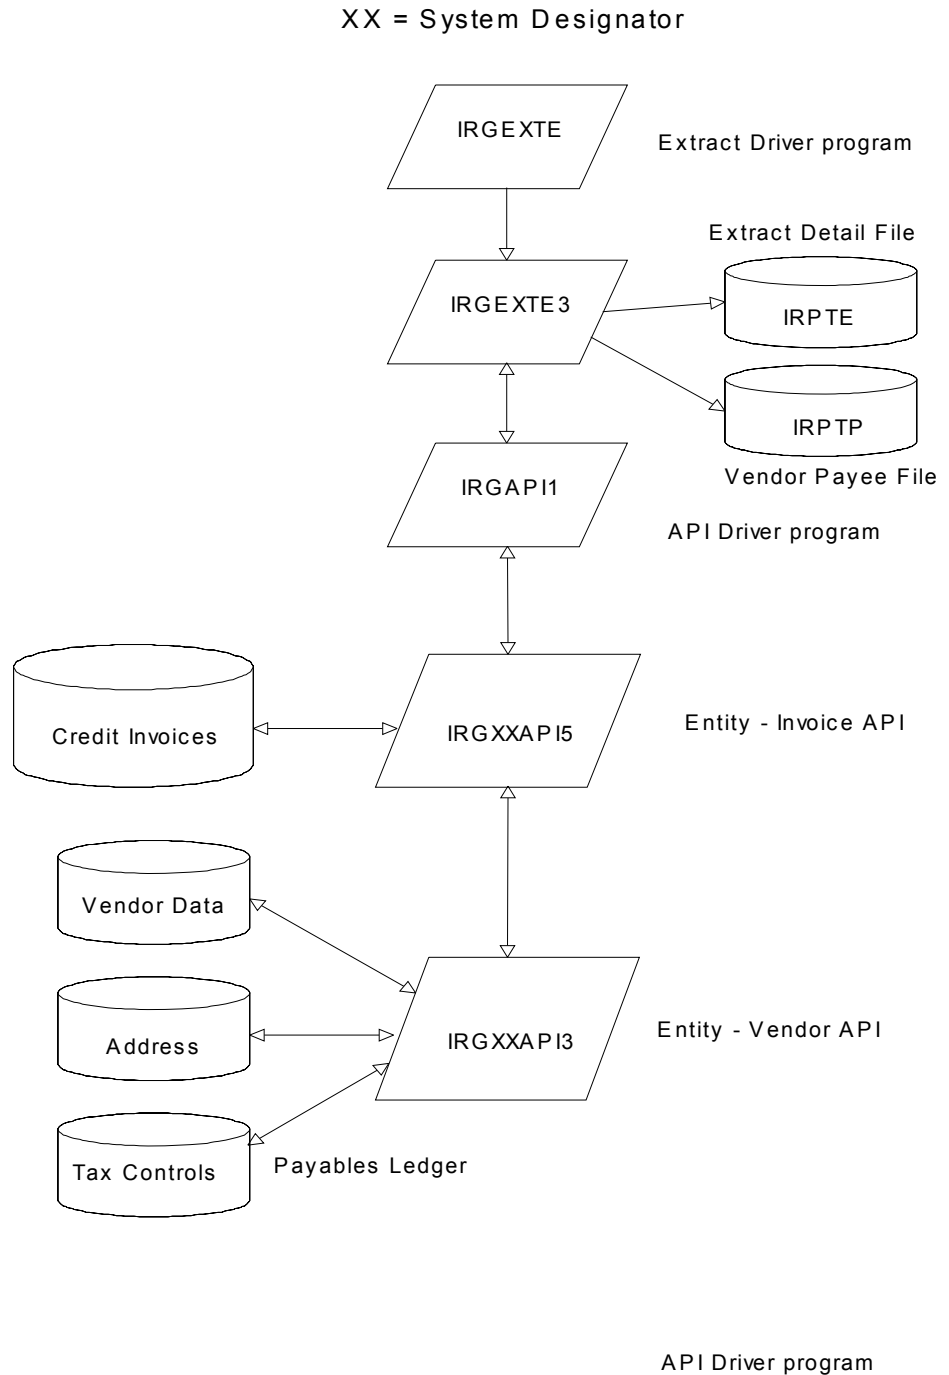 XX = System Designator
IRGEXTE
Extract Driver program
Extract Detail File
IRGEXTE3
IRPTE
IRPTP
Vendor Payee File
IRGAPI1
API Driver program
Credit Invoices
IRGXXAPI5
Entity - Invoice API
Vendor Data
Address
IRGXXAPI3
Entity - Vendor API
Tax Controls
Payables Ledger
API Driver program